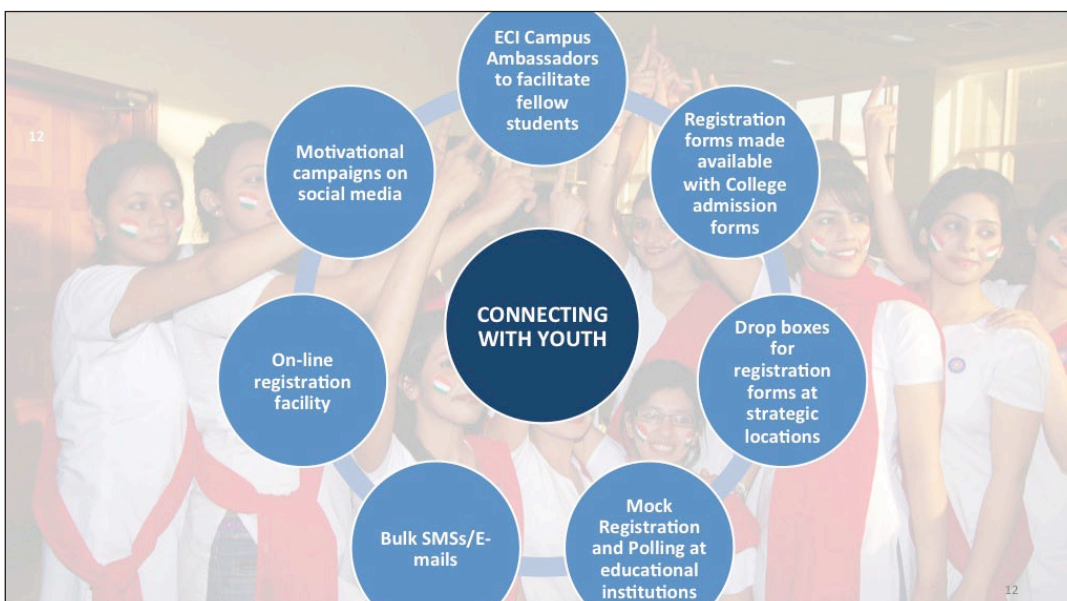 12
ECI Campus
Ambassadors
to facilitate
fellow
students
Registration
forms made
available
with College
admission
forms
Drop boxes
for
registration
forms at
strategic
locations
Mock
Registration
and Polling at
educational
institutions
Bulk SMSs/E-
mails
On-line
registration
facility
Motivational
campaigns on
social media
CONNECTING
WITH YOUTH
12